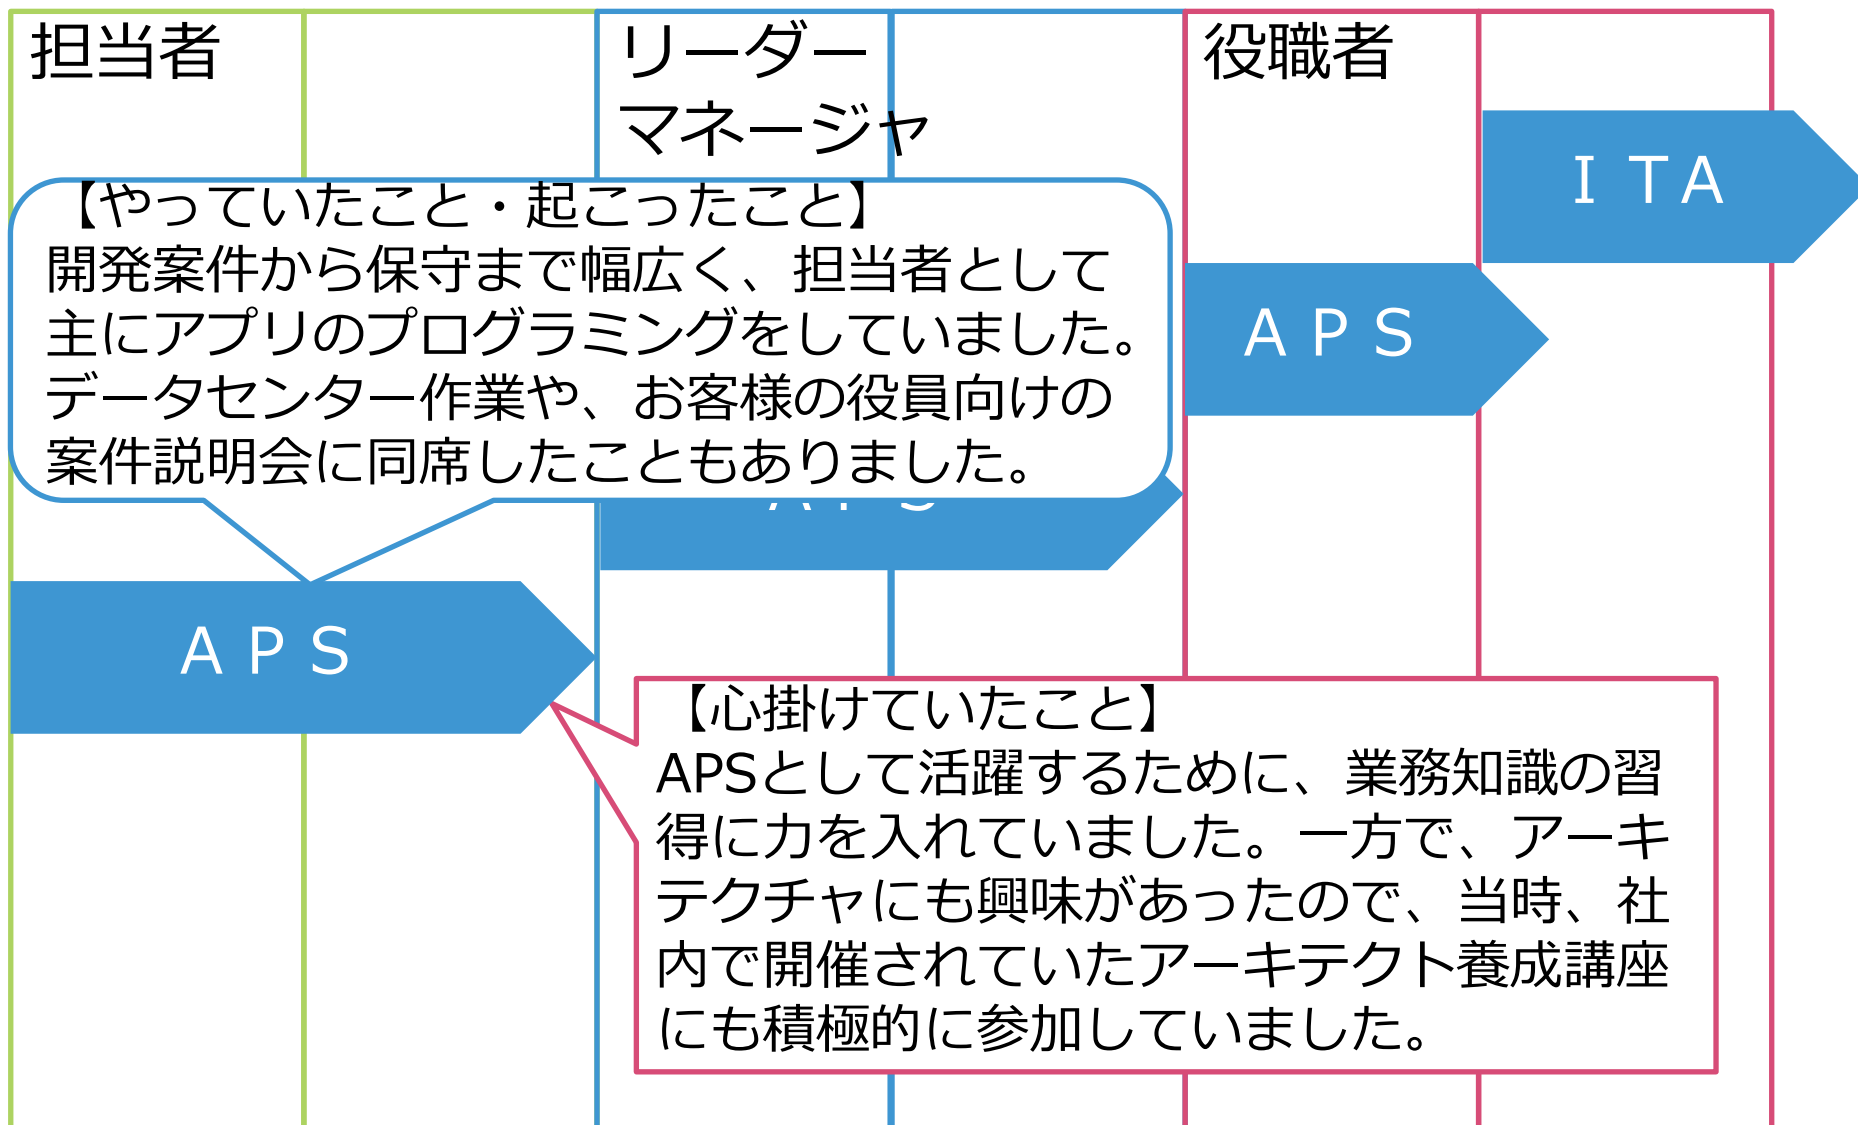 担当者
リーダー
マネージャ
役職者
ＩＴＡ
【やっていたこと・起こったこと】
開発案件から保守まで幅広く、担当者として
主にアプリのプログラミングをしていました。
データセンター作業や、お客様の役員向けの
案件説明会に同席したこともありました。
ＡＰＳ
ＡＰＳ
ＡＰＳ
【心掛けていたこと】
APSとして活躍するために、業務知識の習
得に力を入れていました。一方で、アーキ
テクチャにも興味があったので、当時、社
内で開催されていたアーキテクト養成講座
にも積極的に参加していました。